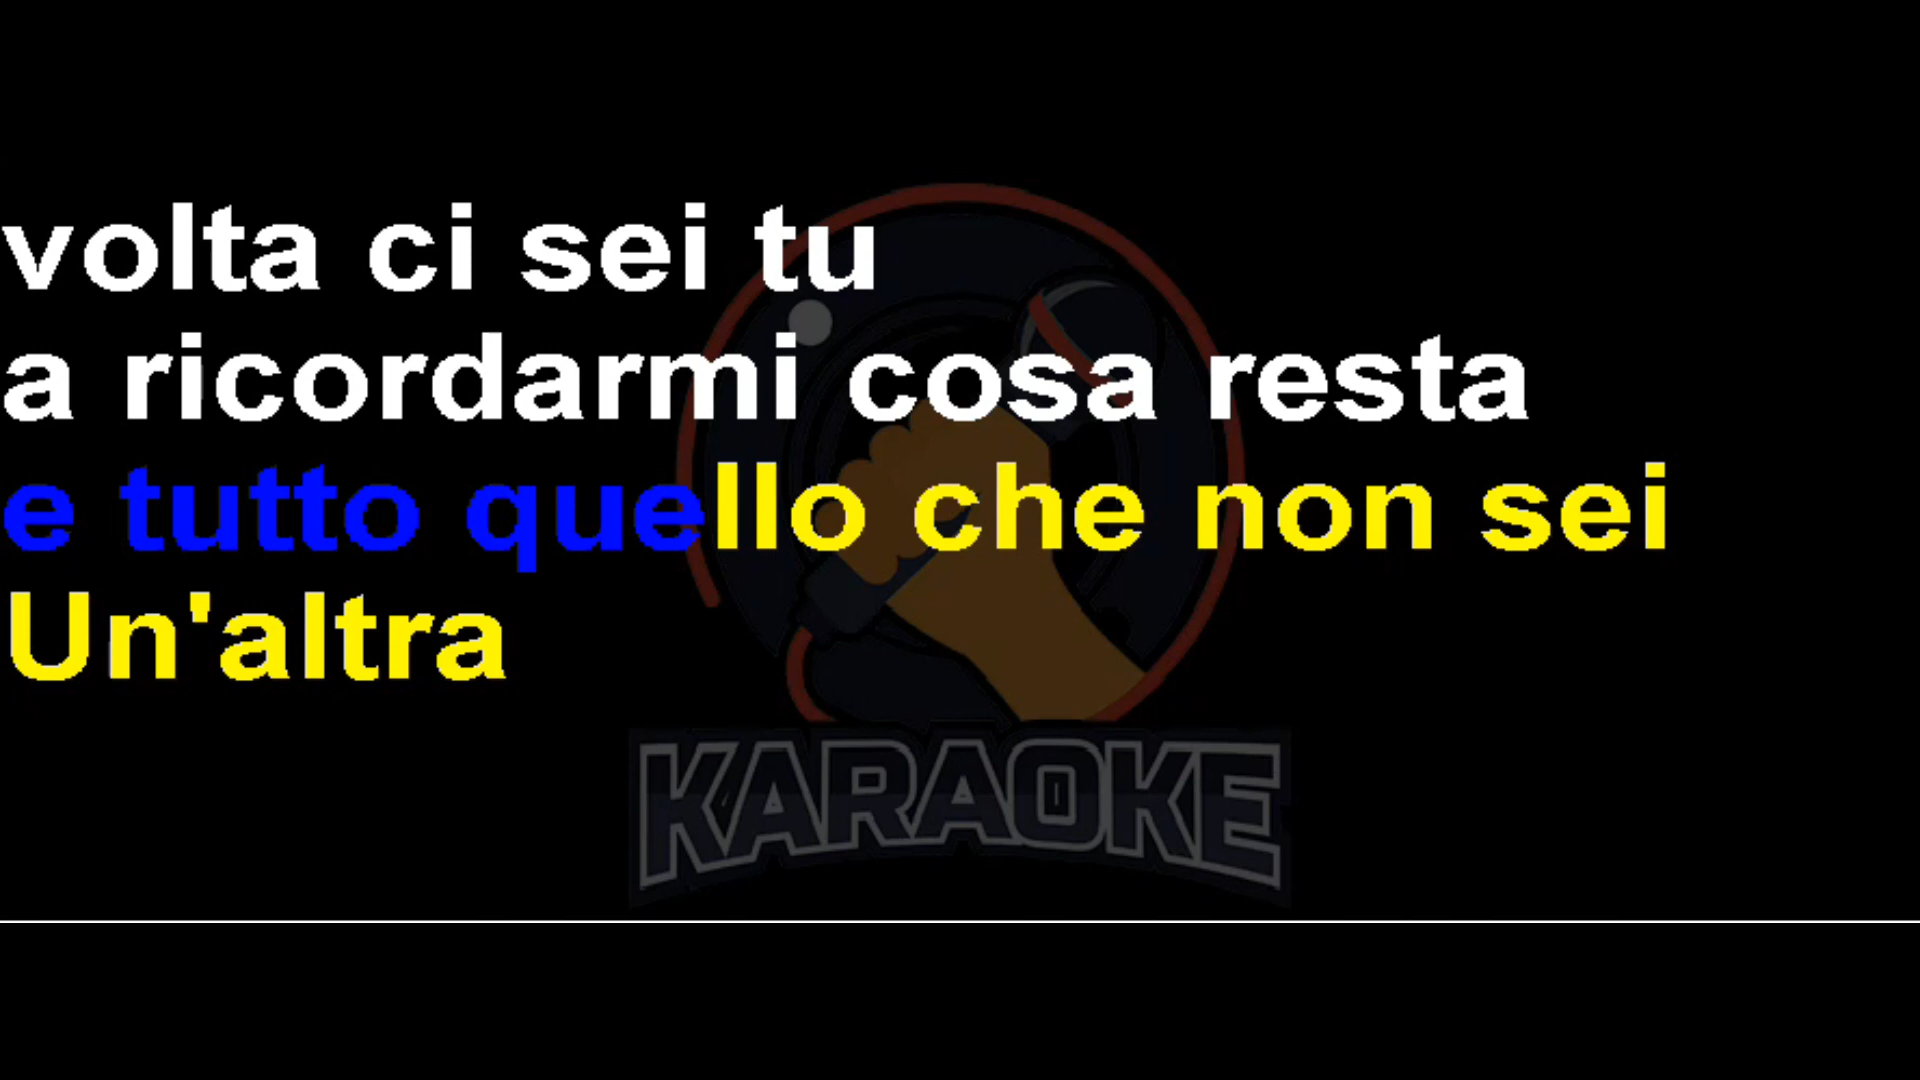 volta ci sei tu
a ricordarmi cosa resta
e tutto quello che non sei
Un'altra
KARAOKE